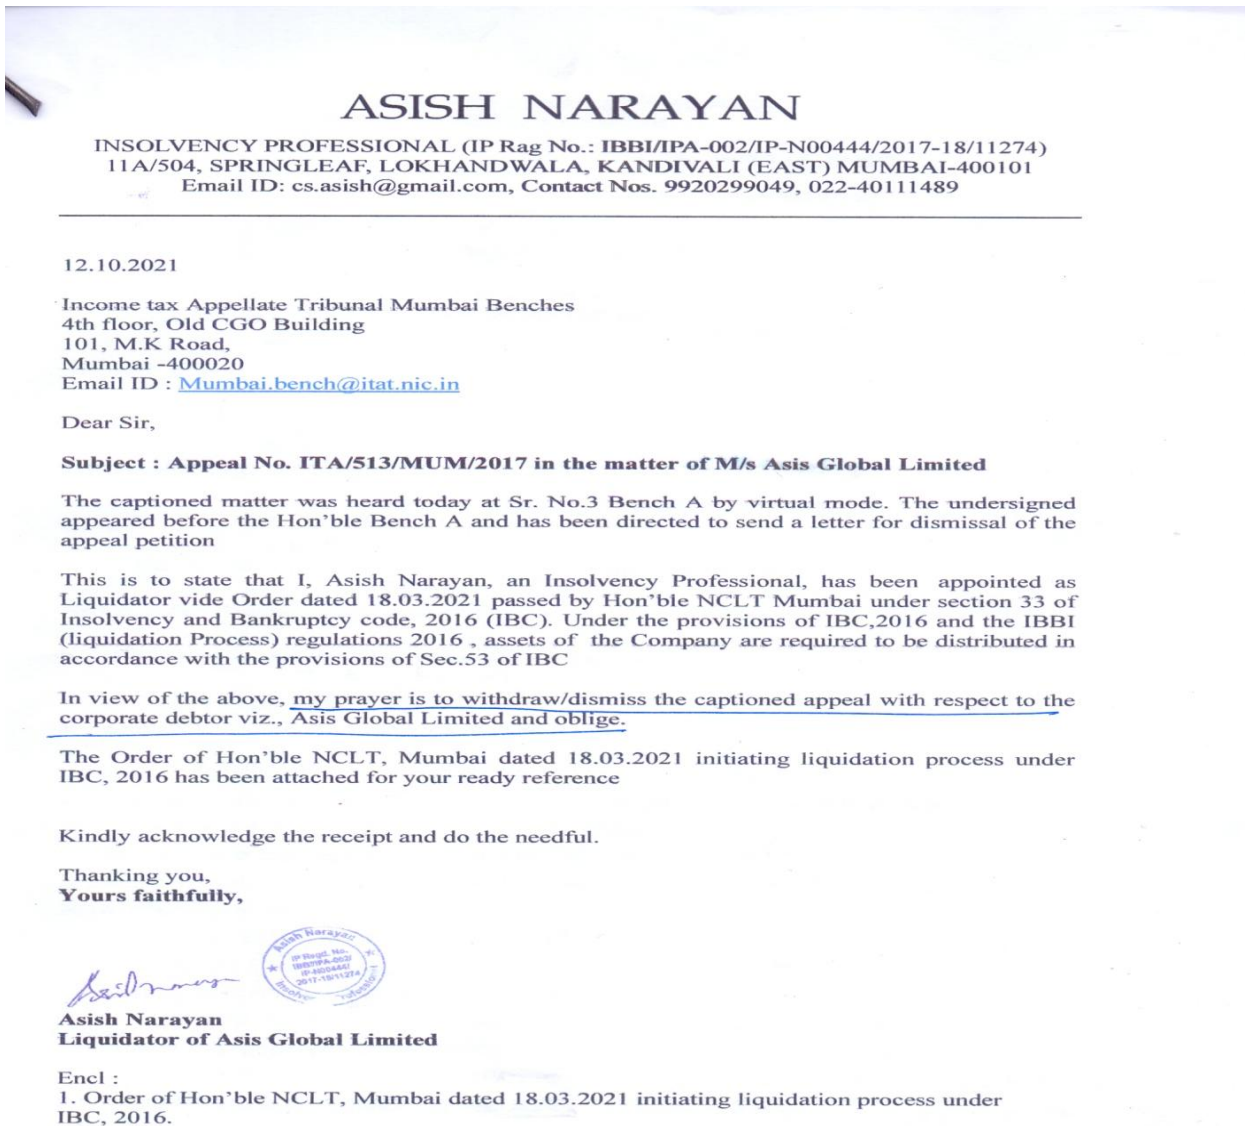 ASISH NARAYAN
INSOLVENCY PROFESSIONAL (IP Rag No.: IBBI/IPA-002/IP-N00444/2017-18/11274)
11A/504, SPRINGLEAF, LOKHANDWALA, KANDIVALI (EAST) MUMBAI-400101
Email ID: cs.asish@gmail.com, Contact Nos. 9920299049, 022-40111489
12.10.2021
Income tax Appellate Tribunal Mumbai Benches
4th floor, Old CGO Building
101, M.K Road,
Mumbai -400020
Email ID : Mumbai.bench@itat.nic.in
Dear Sir,
Subject : Appeal No. ITA/513/MUM/2017 in the matter of M/s Asis Global Limited
The captioned matter was heard today at Sr. No.3 Bench A by virtual mode. The undersigned
appeared before the Hon'ble Bench A and has been directed to send a letter for dismissal of the
appeal petition
This is to state that I, Asish Narayan, an Insolvency Professional, has been appointed as
Liquidator vide Order dated 18.03.2021 passed by Hon'ble NCLT Mumbai under section 33 of
Insolvency and Bankruptcy code, 2016 (IBC). Under the provisions of IBC,2016 and the IBBI
(liquidation Process) regulations 2016 , assets of the Company are required to be distributed in
accordance with the provisions of Sec.53 of IBC
In view of the above, my prayer is to withdraw/dismiss the captioned appeal with respect to the
corporate debtor viz., Asis Global Limited and oblige.
The Order of Hon'ble NCLT, Mumbai dated 18.03.2021 initiating liquidation process under
IBC, 2016 has been attached for your ready reference
Kindly acknowledge the receipt and do the needful.
Thanking you,
Yours faithfully,
Asish Narayan
IP Regd. No.
IBBI/IPA-002/
IP-N00444/
2017-18/11274
Asish Narayan
Liquidator of Asis Global Limited
Encl :
1. Order of Hon'ble NCLT, Mumbai dated 18.03.2021 initiating liquidation process under
IBC, 2016.